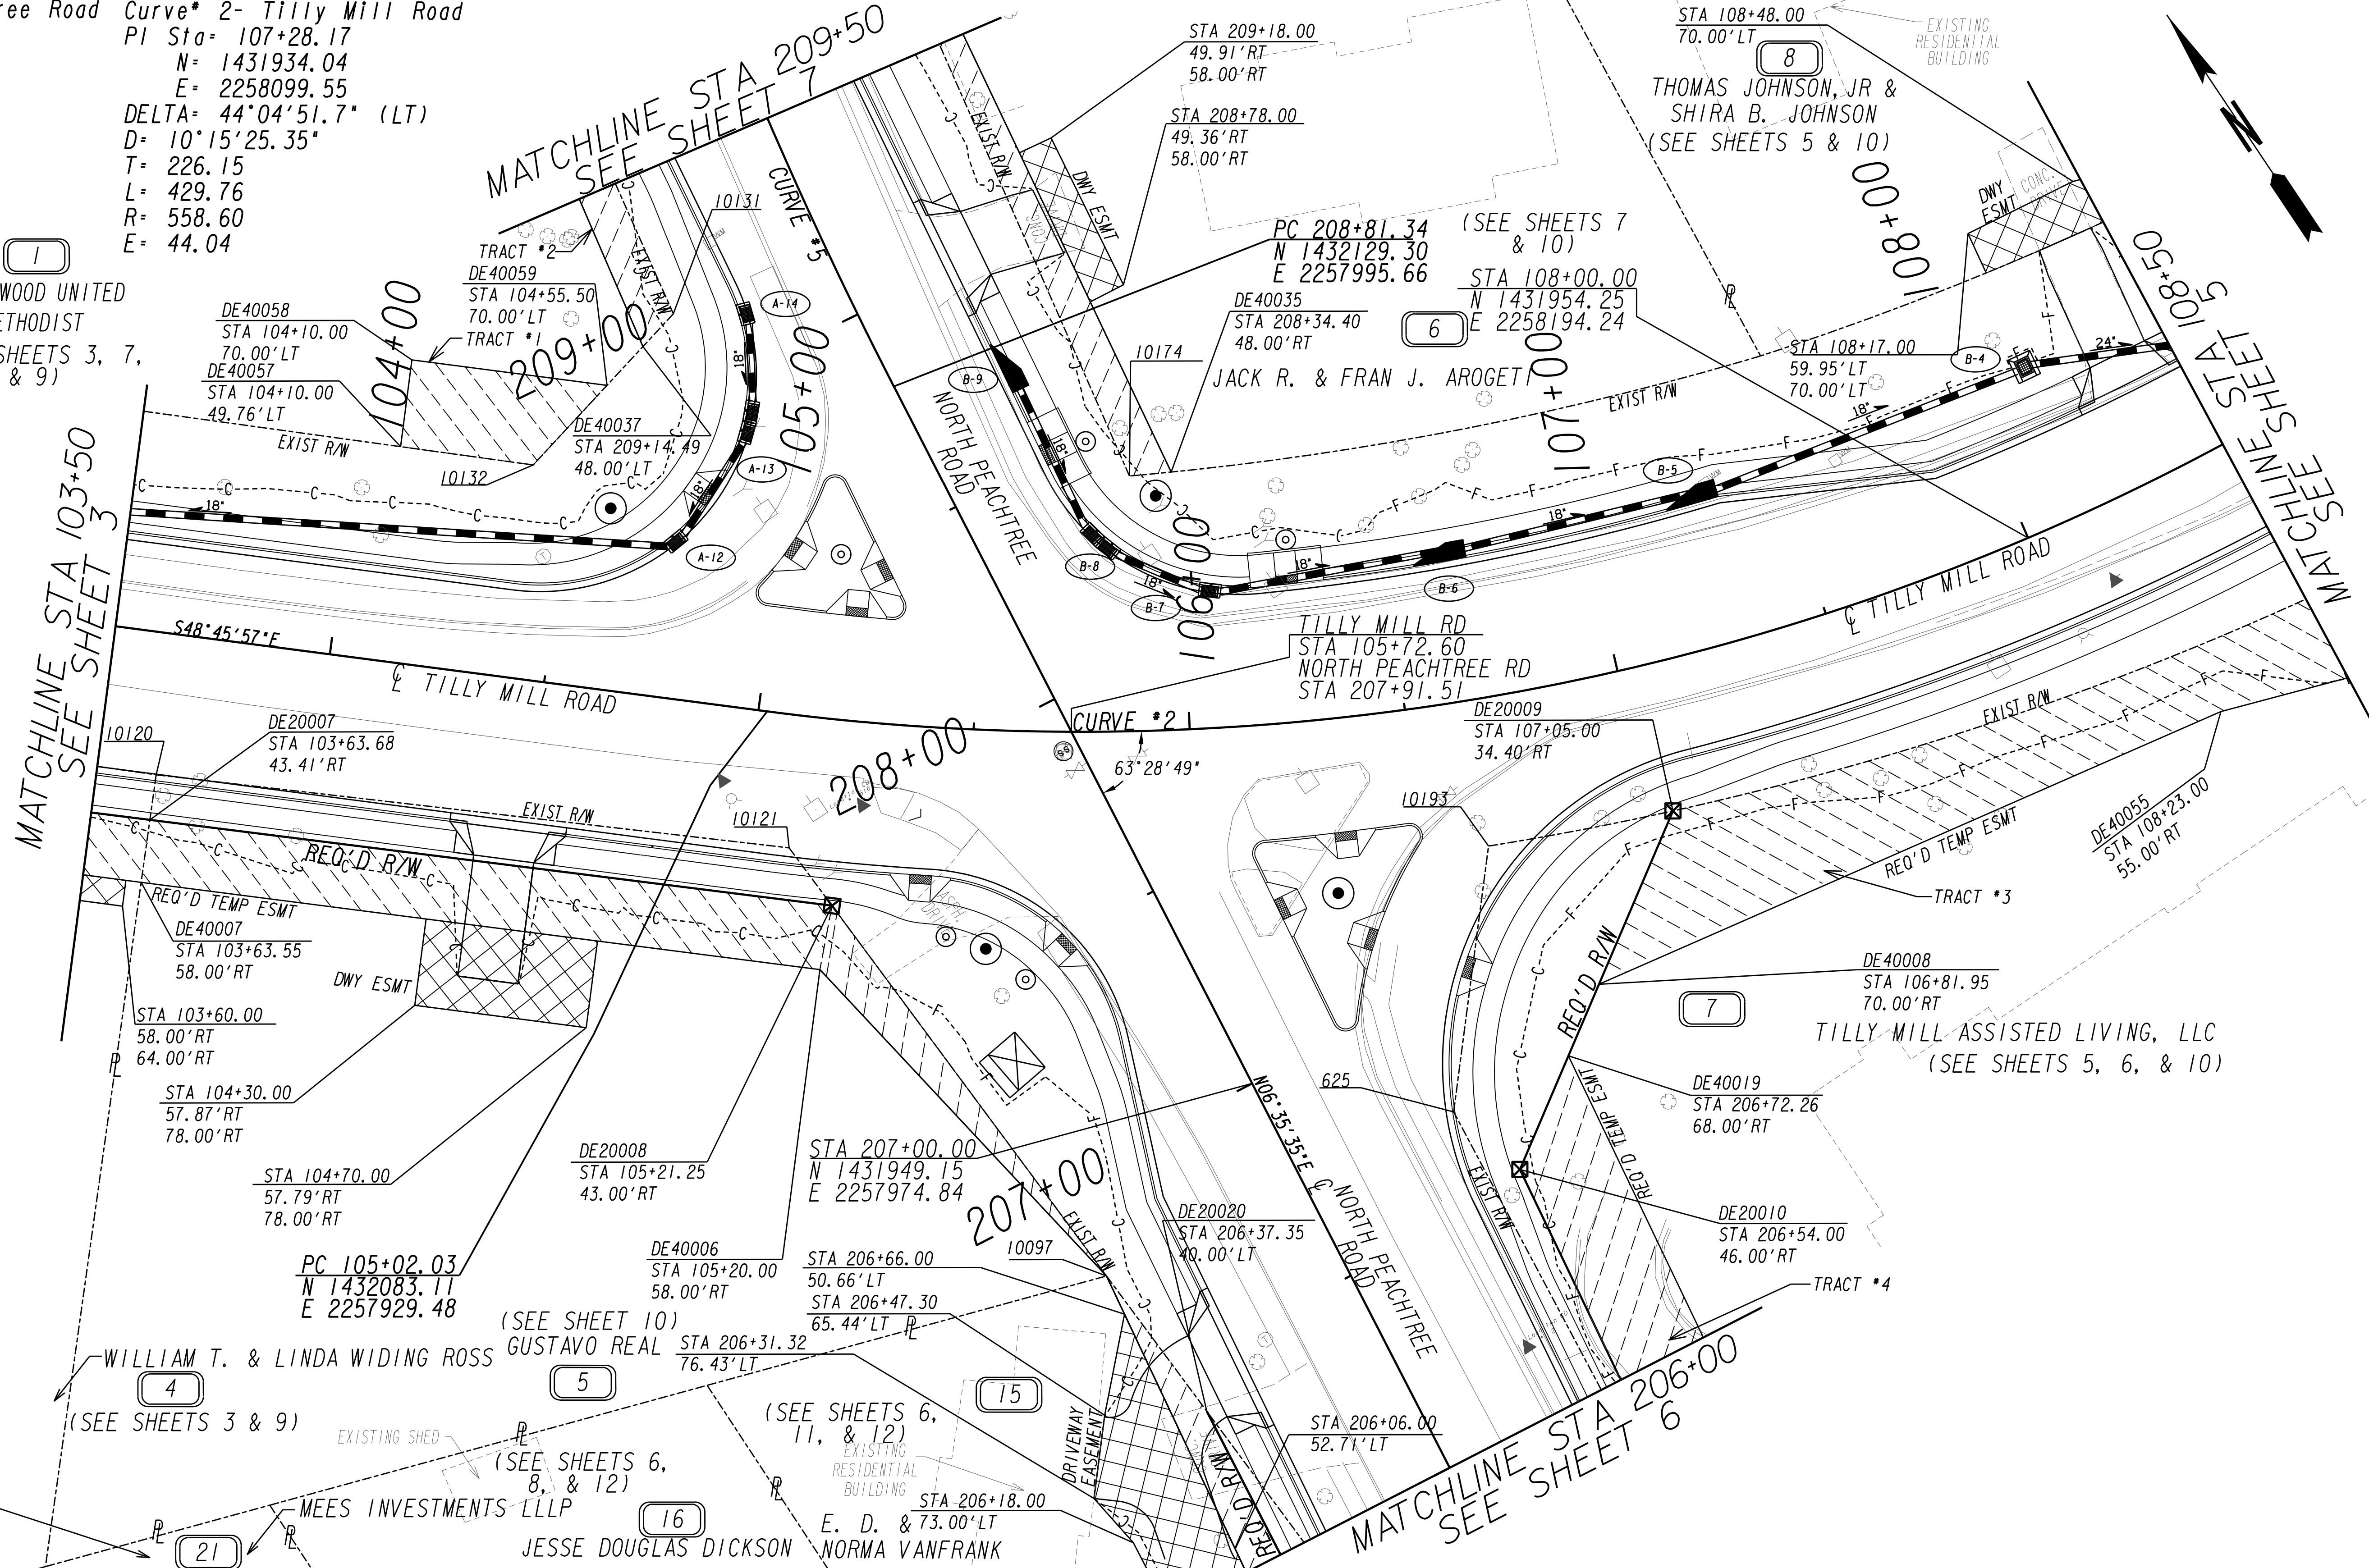 ree Road Curve# 2- Tilly Mill Road
PI Sta= 107+28.17
N= 1431934.04
E= 2258099.55
DELTA= 44°04'51.7" (LT)
D= 10°15'25.35"
T= 226.15
L= 429.76
R= 558.60
E= 44.04
1
WOOD UNITED
ETHODIST
SHEETS 3, 7,
& 9)
MATCHLINE STA 209+50
SEE SHEET 7
TRACT #2
DE40059
STA 104+55.50
70.00'LT
10131
EXIST R/W
CURVE #5
A-14
18"
DE40058
STA 104+10.00
70.00'LT
TRACT #1
DE40057
STA 104+10.00
49.76'LT
104+00
209+00
105+00
EXIST R/W
10132
DE40037
STA 209+14.49
48.00'LT
A-13
18"
A-12
18"
EXIST R/W
STA 209+18.00
49.91'RT
58.00'RT
STA 208+78.00
49.36'RT
58.00'RT
DWY ESMT
PC 208+81.34
N 1432129.30
E 2257995.66
(SEE SHEETS 7
& 10)
STA 108+00.00
N 1431954.25
E 2258194.24
DE40035
STA 208+34.40
48.00'RT
6
10174
JACK R. & FRAN J. AROGETI
107+00
EXIST R/W
B-9
NORTH PEACHTREE
ROAD
18"
STA 108+48.00
70.00'LT
8
THOMAS JOHNSON, JR &
SHIRA B. JOHNSON
(SEE SHEETS 5 & 10)
EXISTING
RESIDENTIAL
BUILDING
N
108+00
DWY
ESMT
CONC.
DRIVE
STA 108+17.00
59.95'LT
70.00'LT
B-4
24"
18"
B-5
108+50
MATCHLINE STA
SEE SHEET 5
MATCHLINE
SEE
18"
B-8
18"
B-7
106+00
18"
B-6
MATCHLINE STA 103+50
SEE SHEET 3
S48°45'57"E
℄ TILLY MILL ROAD
TILLY MILL RD
STA 105+72.60
NORTH PEACHTREE RD
STA 207+91.51
CURVE #2
63°28'49"
SS
℄ TILLY MILL ROAD
10120
DE20007
STA 103+63.68
43.41'RT
208+00
EXIST R/W
10121
REQ'D R/W
REQ'D TEMP ESMT
DE40007
STA 103+63.55
58.00'RT
DWY ESMT
ASPH.
DRIVE
DE20009
STA 107+05.00
34.40'RT
10193
EXIST R/W
REQ'D TEMP ESMT
DE40055
STA 108+23.00
55.00'RT
TRACT #3
REQ'D R/W
DE40008
STA 106+81.95
70.00'RT
7
TILLY MILL ASSISTED LIVING, LLC
(SEE SHEETS 5, 6, & 10)
STA 103+60.00
58.00'RT
64.00'RT
STA 104+30.00
57.87'RT
78.00'RT
STA 104+70.00
57.79'RT
78.00'RT
PC 105+02.03
N 1432083.11
E 2257929.48
DE20008
STA 105+21.25
43.00'RT
STA 207+00.00
N 1431949.15
E 2257974.84
207+00
EXIST R/W
625
N06°35'35"E
℄ NORTH PEACHTREE
ROAD
EXIST R/W
REQ'D TEMP ESMT
DE40019
STA 206+72.26
68.00'RT
DE20010
STA 206+54.00
46.00'RT
TRACT #4
DE40006
STA 105+20.00
58.00'RT
STA 206+66.00
50.66'LT
10097
DE20020
STA 206+37.35
40.00'LT
STA 206+47.30
65.44'LT
(SEE SHEET 10)
GUSTAVO REAL
5
STA 206+31.32
76.43'LT
WILLIAM T. & LINDA WIDING ROSS
4
(SEE SHEETS 3 & 9)
EXISTING SHED
(SEE SHEETS 6,
8, & 12)
MEES INVESTMENTS LLLP
21
16
JESSE DOUGLAS DICKSON
(SEE SHEETS 6,
11, & 12)
15
EXISTING
RESIDENTIAL
BUILDING
STA 206+18.00
73.00'LT
E. D. &
NORMA VANFRANK
DRIVEWAY
EASEMENT
REQ'D R/W
STA 206+06.00
52.71'LT
MATCHLINE STA 206+00
SEE SHEET 6